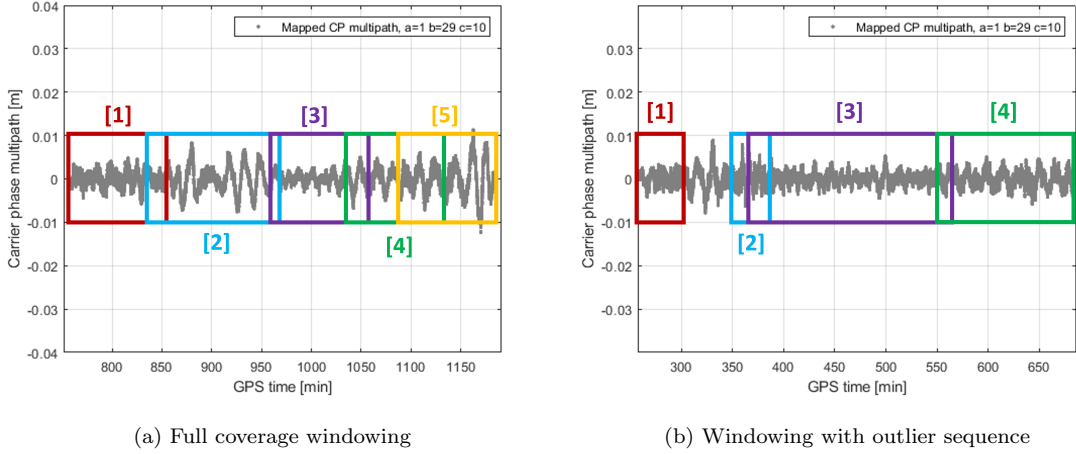 Mapped CP multipath, a=1 b=29 c=10
0.04
0.03
0.02
0.01
0
-0.01
-0.02
-0.03
-0.04
Carrier phase multipath [m]
[1]
[2]
[3]
[4]
[5]
800 850 900 950 1000 1050 1100 1150
GPS time [min]
(a) Full coverage windowing
Mapped CP multipath, a=1 b=29 c=10
0.04
0.03
0.02
0.01
0
-0.01
-0.02
-0.03
-0.04
Carrier phase multipath [m]
[1]
[2]
[3]
[4]
300 350 400 450 500 550 600 650
GPS time [min]
(b) Windowing with outlier sequence